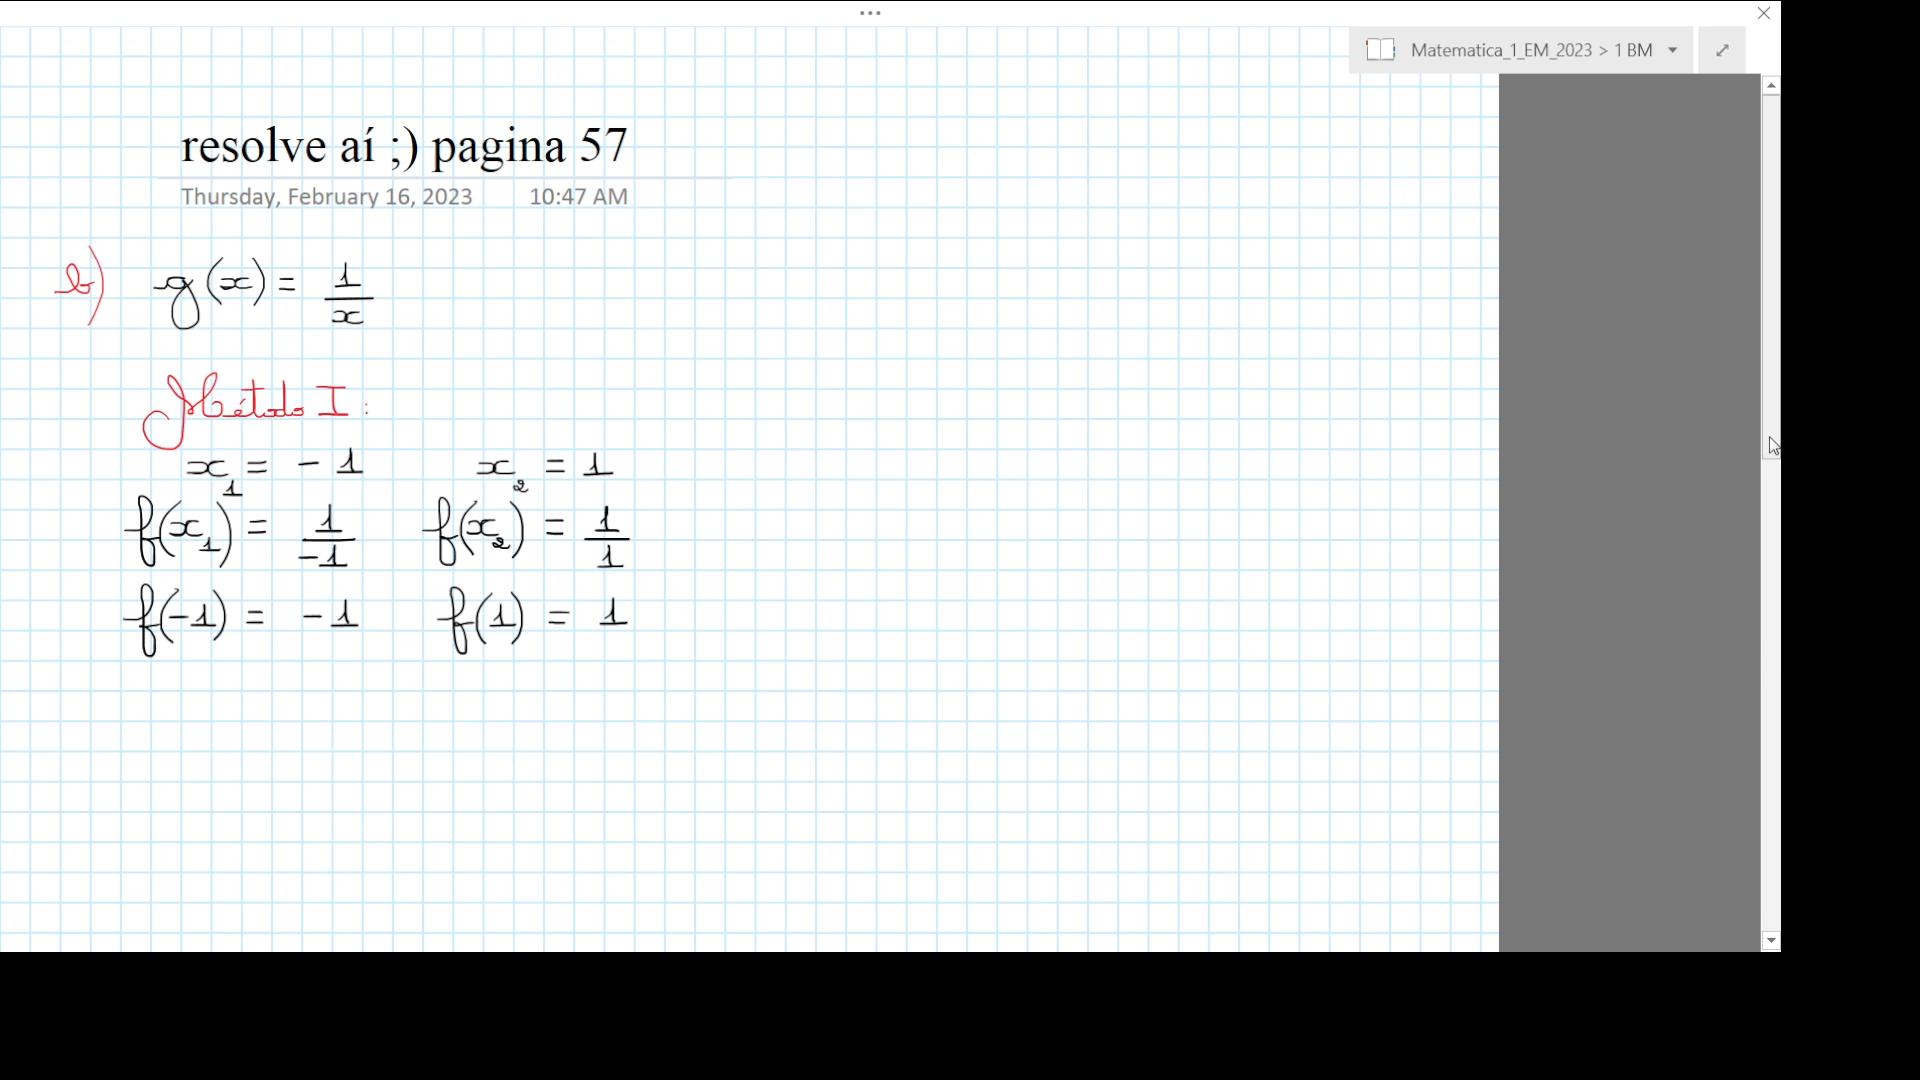 Matematica_1_EM_2023 > 1 BM
resolve aí ;) pagina 57
Thursday, February 16, 2023 10:47 AM
b) g(x) = 1/x
Método I:
x₁ = -1 x₂ = 1
f(x₁) = 1/-1 f(x₂) = 1/1
f(-1) = -1 f(1) = 1